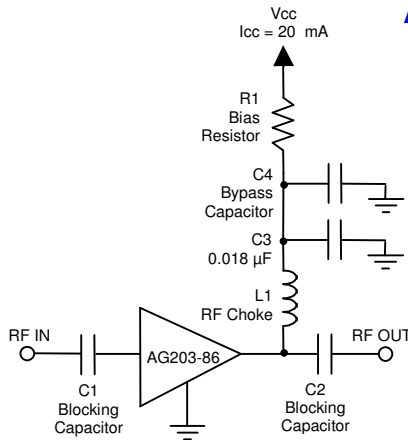 Vcc
Icc = 20 mA
R1
Bias
Resistor
C4
Bypass
Capacitor
C3
0.018 µF
L1
RF Choke
RF IN
AG203-86
RF OUT
C1
Blocking
Capacitor
C2
Blocking
Capacitor